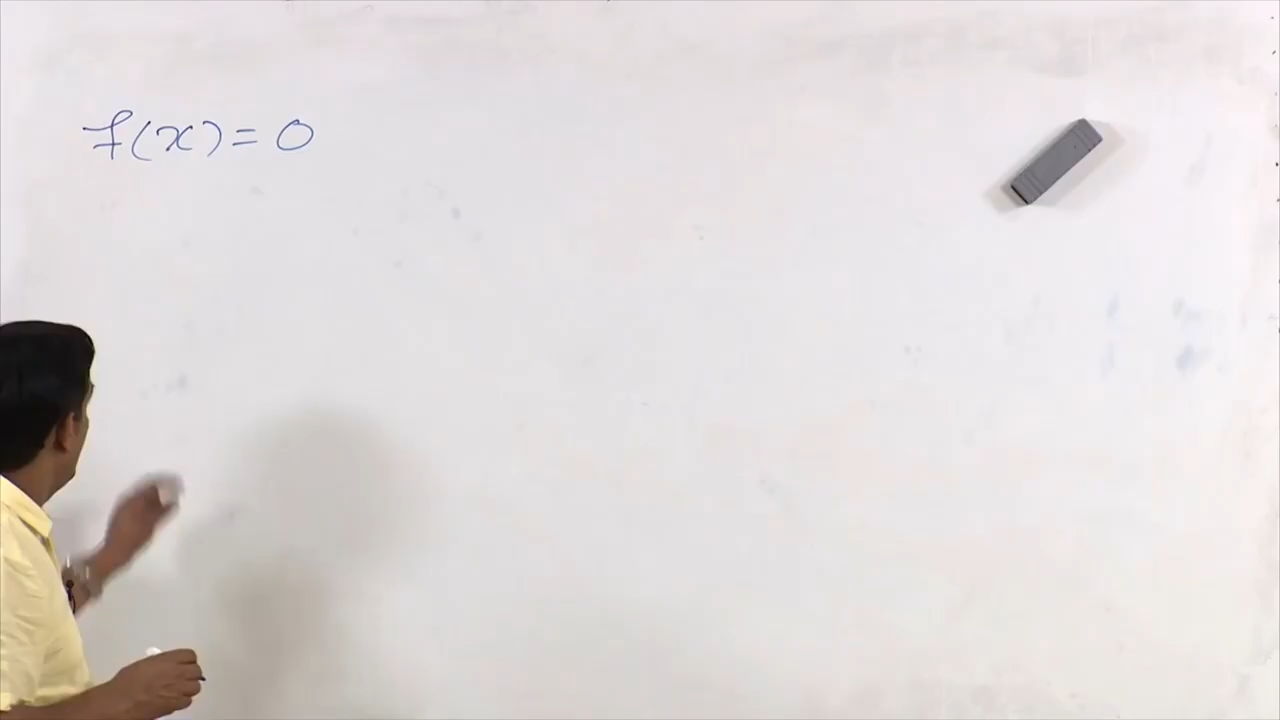 f(x) = 0